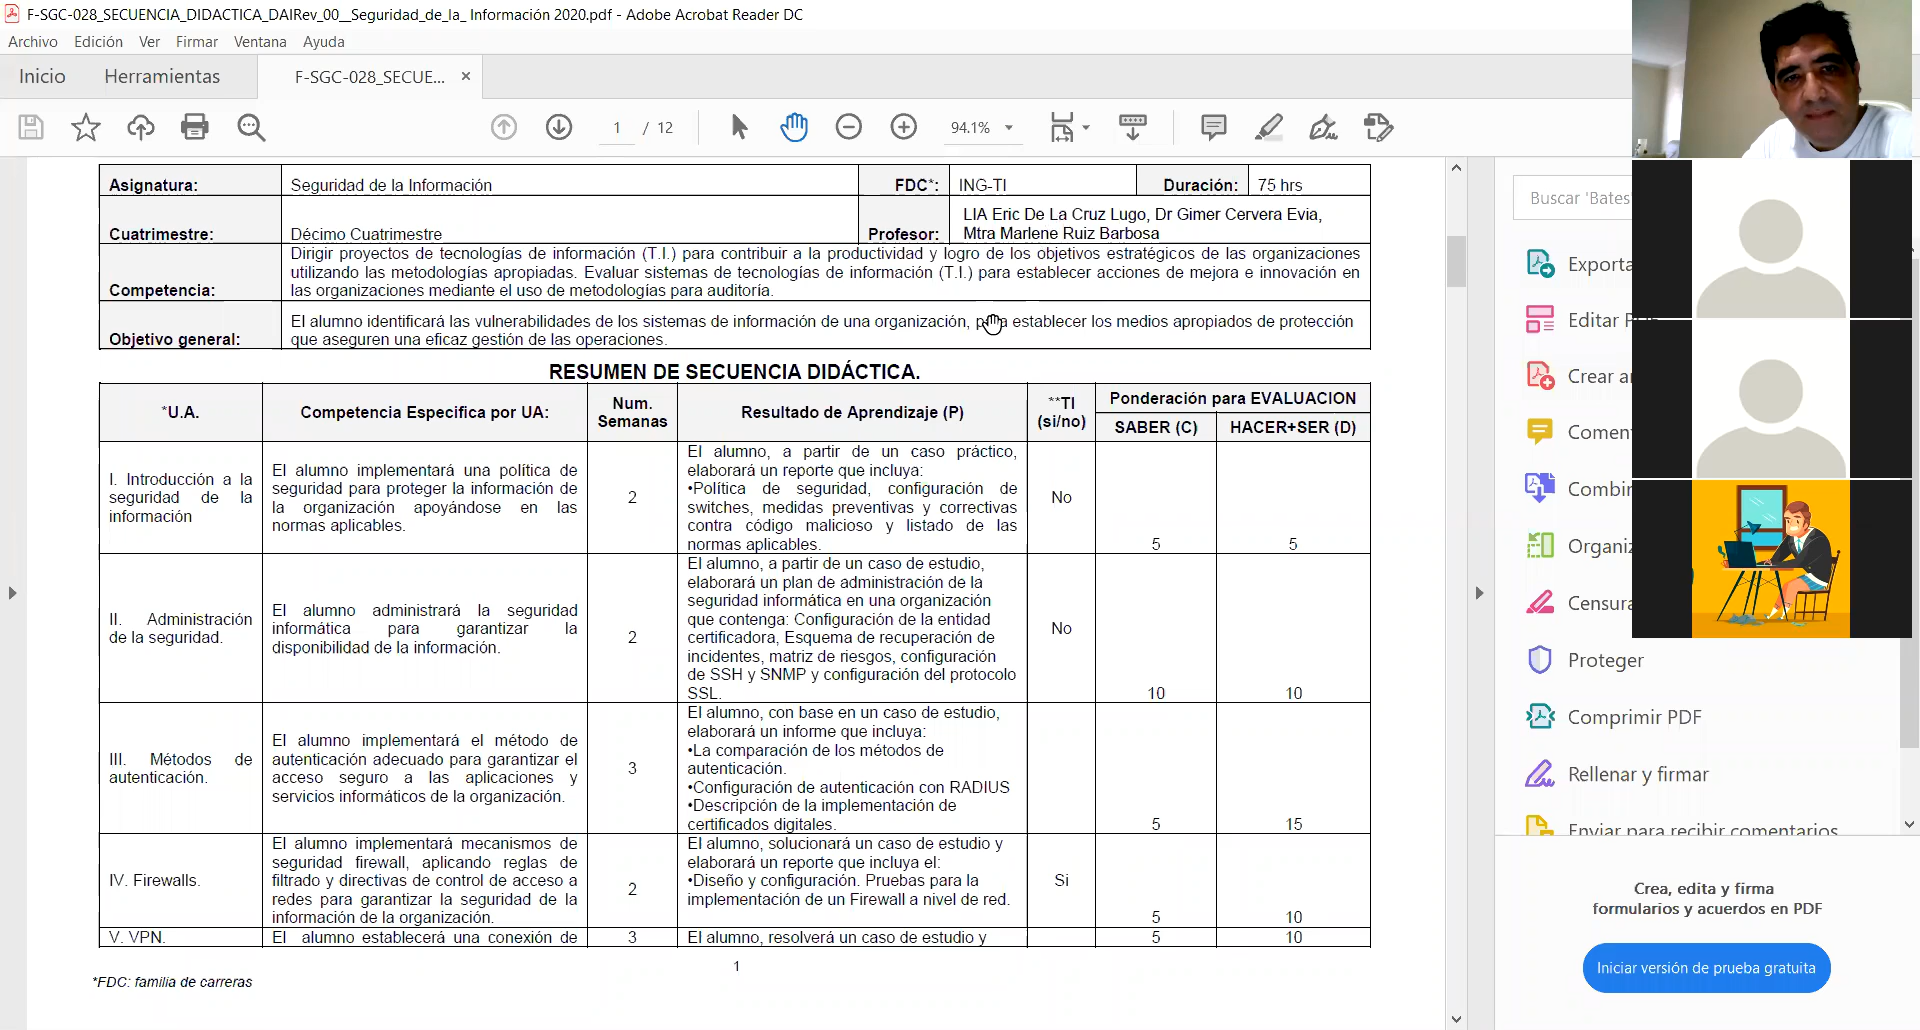 F-SGC-028_SECUENCIA_DIDACTICA_DAIRev_00__Seguridad_de_la_ Información 2020.pdf - Adobe Acrobat Reader DC
Archivo Edición Ver Firmar Ventana Ayuda
Inicio Herramientas F-SGC-028_SECUE... ×
1 / 12 94.1%
Asignatura: Seguridad de la Información FDC*: ING-TI Duración: 75 hrs
Cuatrimestre: Décimo Cuatrimestre Profesor: LIA Eric De La Cruz Lugo, Dr Gimer Cervera Evia,
Mtra Marlene Ruiz Barbosa
Competencia: Dirigir proyectos de tecnologías de información (T.I.) para contribuir a la productividad y logro de los objetivos estratégicos de las organizaciones
utilizando las metodologías apropiadas. Evaluar sistemas de tecnologías de información (T.I.) para establecer acciones de mejora e innovación en
las organizaciones mediante el uso de metodologías para auditoría.
Objetivo general: El alumno identificará las vulnerabilidades de los sistemas de información de una organización, para establecer los medios apropiados de protección
que aseguren una eficaz gestión de las operaciones.
RESUMEN DE SECUENCIA DIDÁCTICA.
*U.A.
Competencia Especifica por UA:
Num.
Semanas
Resultado de Aprendizaje (P)
**TI
(si/no)
Ponderación para EVALUACION
SABER (C) HACER+SER (D)
I. Introducción a la
seguridad de la
información
El alumno implementará una política de
seguridad para proteger la información de
la organización apoyándose en las
normas aplicables.
2
El alumno, a partir de un caso práctico,
elaborará un reporte que incluya:
•Política de seguridad, configuración de
switches, medidas preventivas y correctivas
contra código malicioso y listado de las
normas aplicables.
No
5
5
II. Administración
de la seguridad.
El alumno administrará la seguridad
informática para garantizar la
disponibilidad de la información.
2
El alumno, a partir de un caso de estudio,
elaborará un plan de administración de la
seguridad informática en una organización
que contenga: Configuración de la entidad
certificadora, Esquema de recuperación de
incidentes, matriz de riesgos, configuración
de SSH y SNMP y configuración del protocolo
SSL.
No
10
10
III. Métodos de
autenticación.
El alumno implementará el método de
autenticación adecuado para garantizar el
acceso seguro a las aplicaciones y
servicios informáticos de la organización.
3
El alumno, con base en un caso de estudio,
elaborará un informe que incluya:
•La comparación de los métodos de
autenticación.
•Configuración de autenticación con RADIUS
•Descripción de la implementación de
certificados digitales.
5
15
IV. Firewalls.
El alumno implementará mecanismos de
seguridad firewall, aplicando reglas de
filtrado y directivas de control de acceso a
redes para garantizar la seguridad de la
información de la organización.
2
El alumno, solucionará un caso de estudio y
elaborará un reporte que incluya el:
•Diseño y configuración. Pruebas para la
implementación de un Firewall a nivel de red.
Si
5
10
V. VPN. El alumno establecerá una conexión de 3 El alumno, resolverá un caso de estudio y 5 10
1
*FDC: familia de carreras
Buscar 'Bates'
Exporta
Editar PDF
Crear ar
Coment
Combir
Organiz
Censura
Proteger
Comprimir PDF
Rellenar y firmar
Enviar para recibir comentarios
Crea, edita y firma
formularios y acuerdos en PDF
Iniciar versión de prueba gratuita